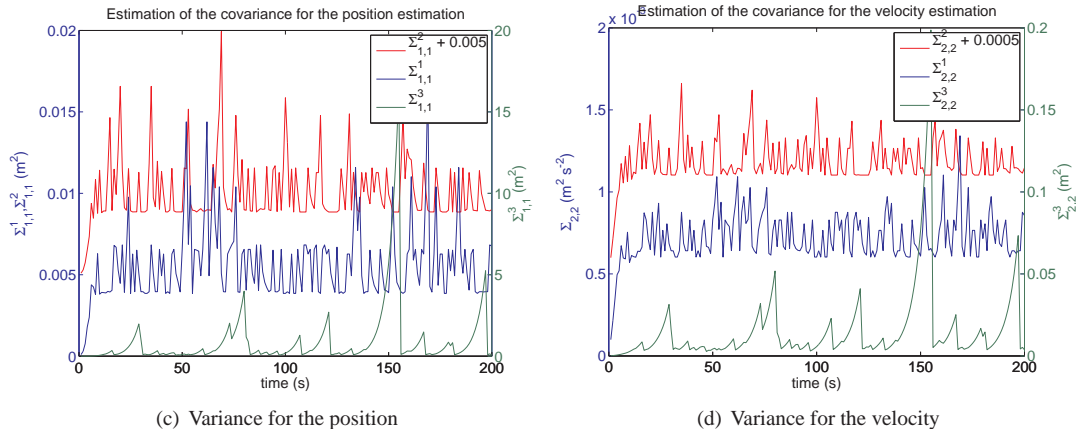 Estimation of the covariance for the position estimation
0.02
0.015
0.01
0.005
0
Σ¹₁,₁,Σ²₁,₁ (m²)
20
15
10
5
0
Σ³₁,₁ (m²)
Σ²₁,₁ + 0.005
Σ¹₁,₁
Σ³₁,₁
0 50 100 150 200
time (s)
(c) Variance for the position
Estimation of the covariance for the velocity estimation
2 x 10
1.5
1
0.5
0
Σ₂,₂ (m² s⁻²)
0.2
0.15
0.1
0.05
0
Σ³₂,₂ (m²)
Σ²₂,₂ + 0.0005
Σ¹₂,₂
Σ³₂,₂
0 50 100 150 200
time (s)
(d) Variance for the velocity